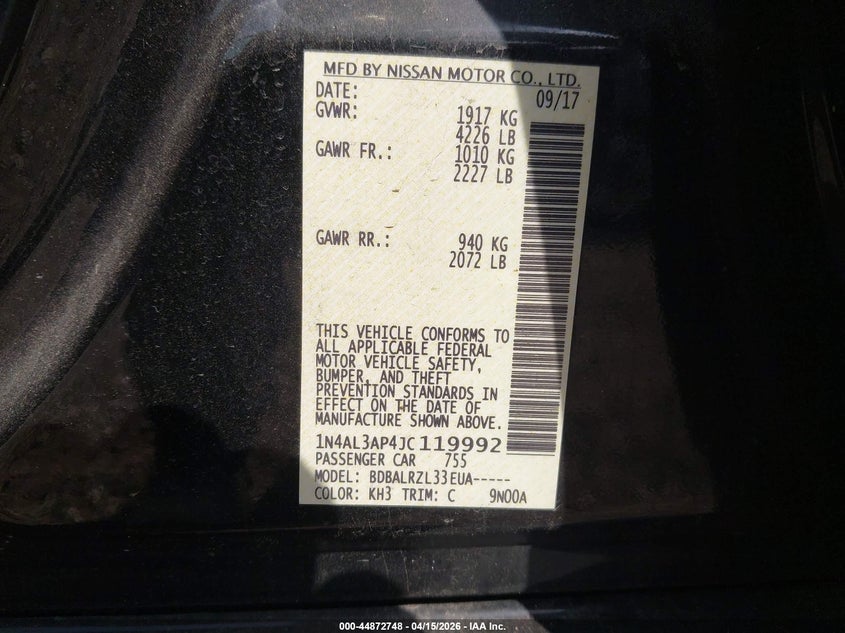 MFD BY NISSAN MOTOR CO., LTD.
DATE: 09/17
GVWR: 1917 KG
4226 LB
GAWR FR.: 1010 KG
2227 LB
GAWR RR.: 940 KG
2072 LB
THIS VEHICLE CONFORMS TO
ALL APPLICABLE FEDERAL
MOTOR VEHICLE SAFETY,
BUMPER, AND THEFT
PREVENTION STANDARDS IN
EFFECT ON THE DATE OF
MANUFACTURE SHOWN ABOVE.
1N4AL3AP4JC119992
PASSENGER CAR 755
MODEL: BDBALRZL33EUA-----
COLOR: KH3 TRIM: C 9N00A
000-44872748 - 04/15/2026 - IAA Inc.